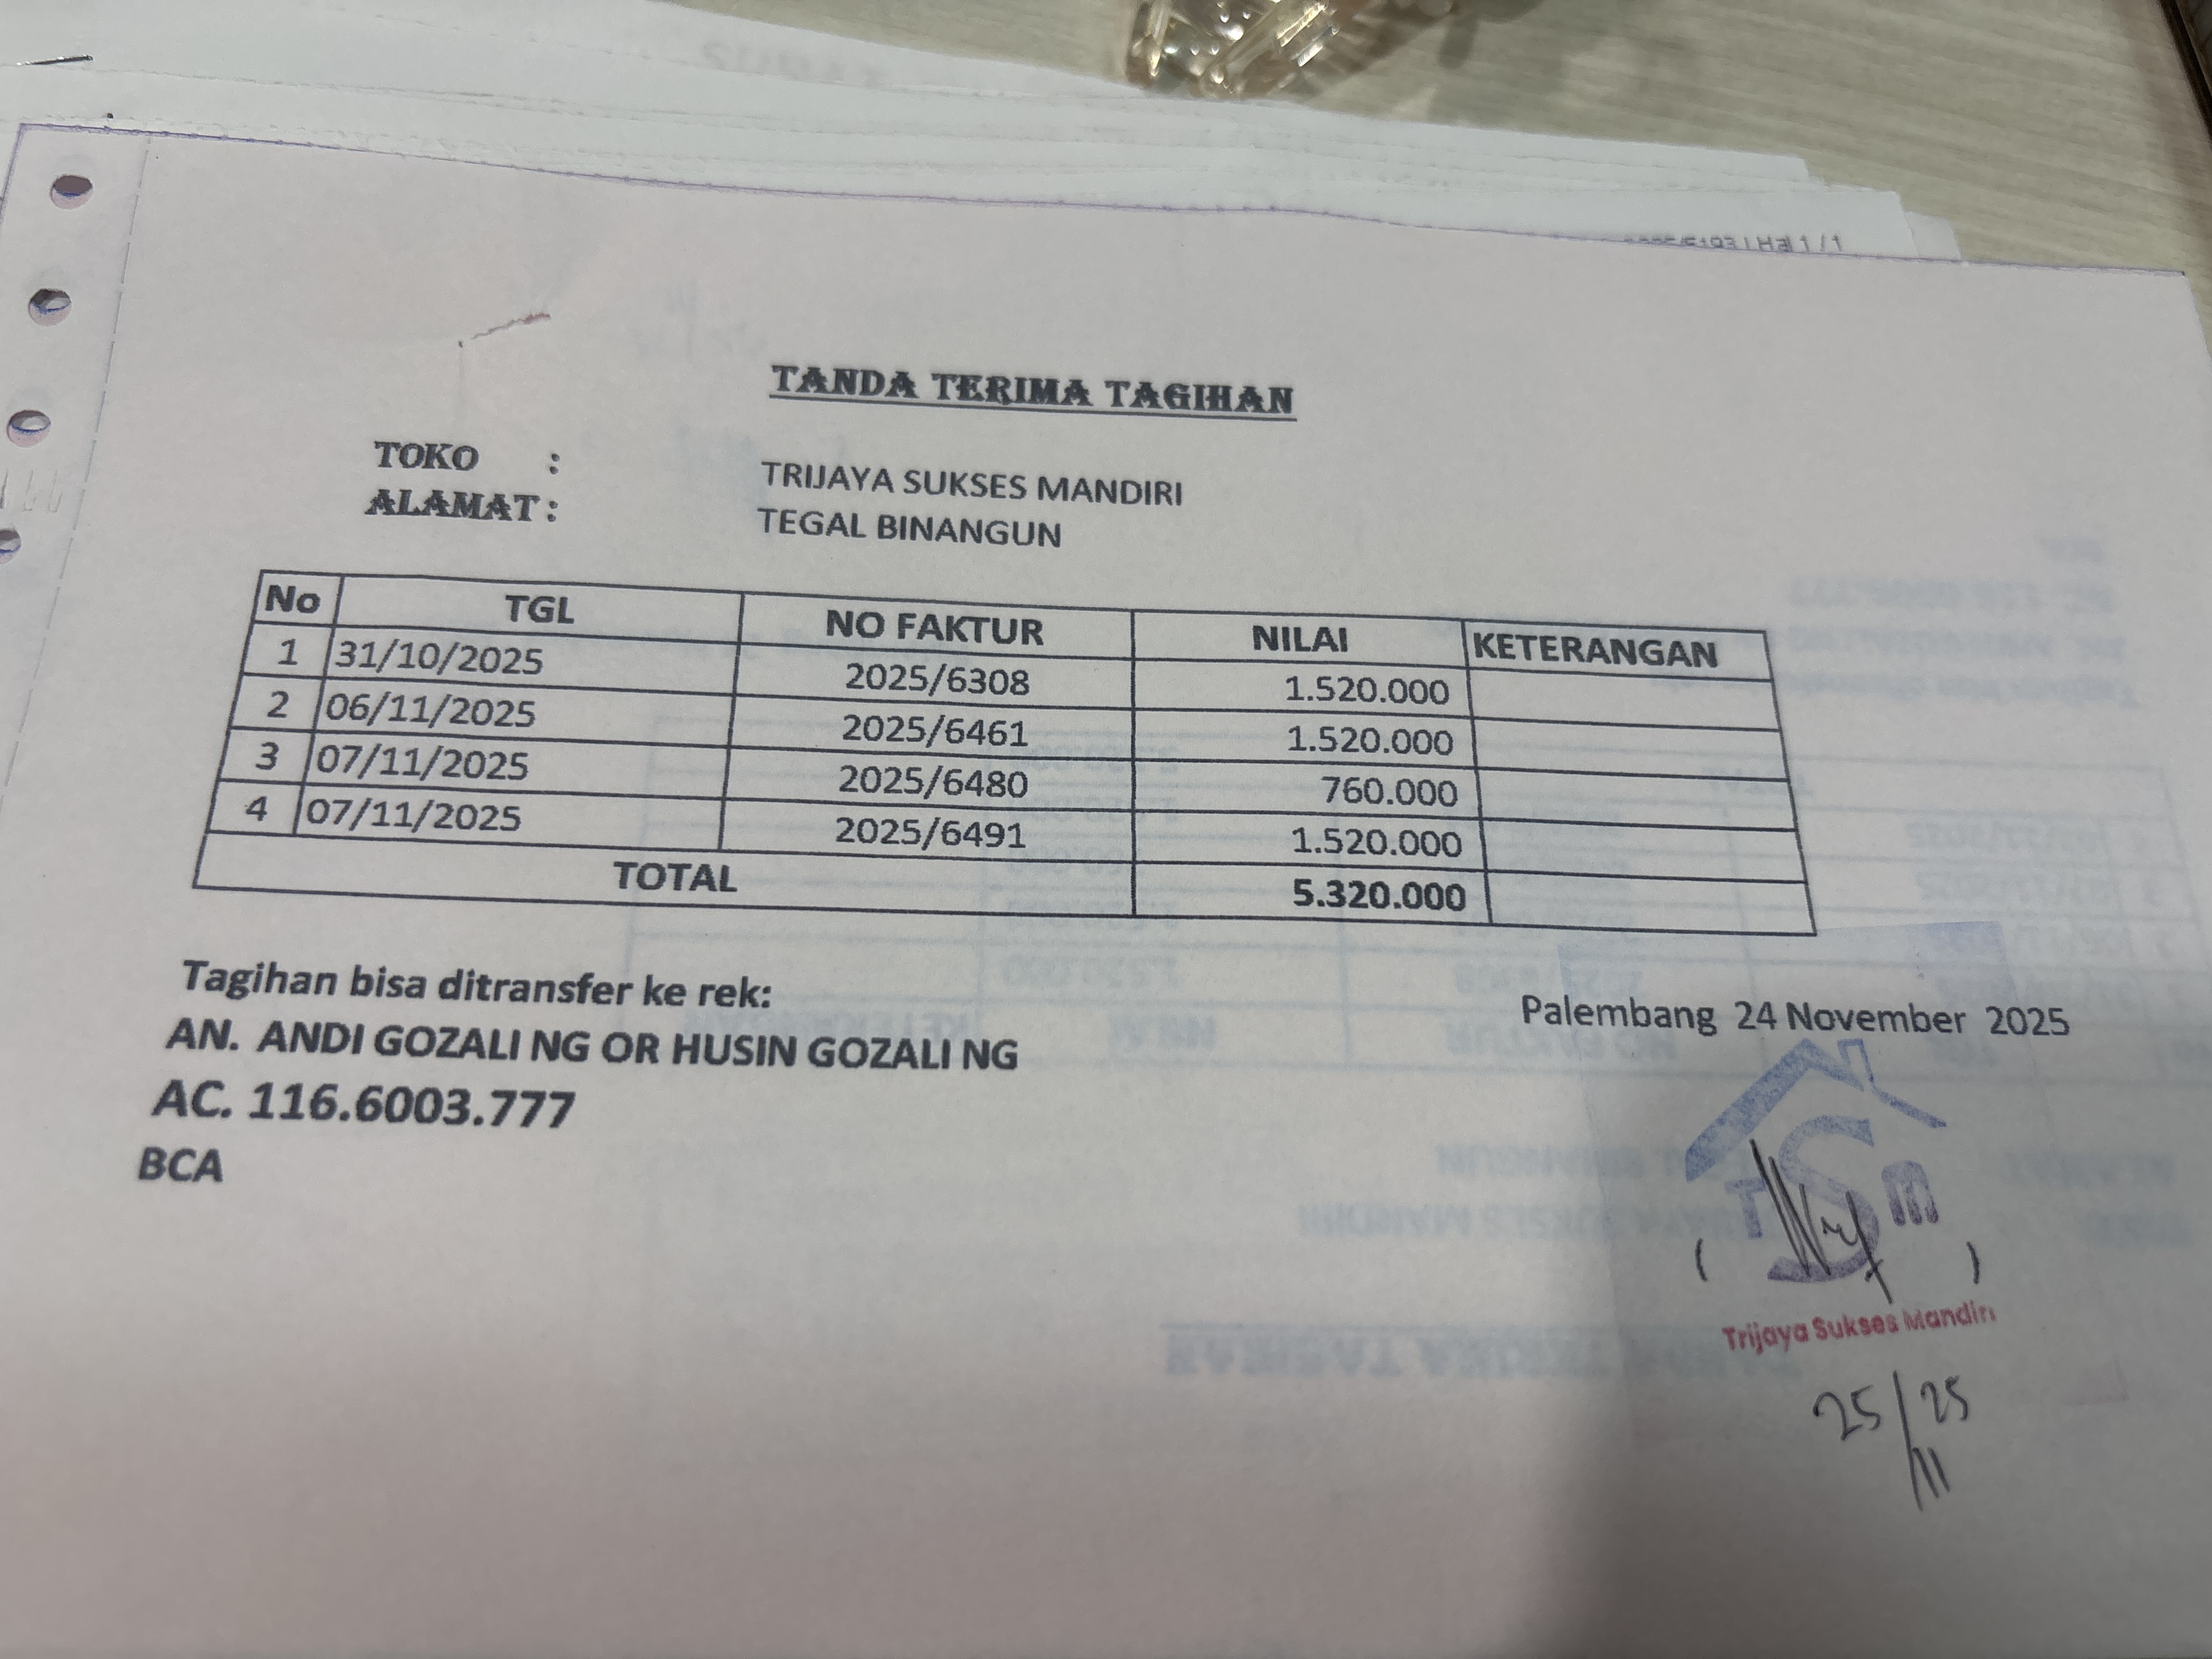 Hal 1 / 1
TANDA TERIMA TAGIHAN
TOKO : TRIJAYA SUKSES MANDIRI
ALAMAT : TEGAL BINANGUN
No TGL NO FAKTUR NILAI KETERANGAN
1 31/10/2025 2025/6308 1.520.000
2 06/11/2025 2025/6461 1.520.000
3 07/11/2025 2025/6480 760.000
4 07/11/2025 2025/6491 1.520.000
TOTAL 5.320.000
Tagihan bisa ditransfer ke rek:
AN. ANDI GOZALI NG OR HUSIN GOZALI NG
AC. 116.6003.777
BCA
Palembang 24 November 2025
TSm
( )
Trijaya Sukses Mandiri
25/11 25